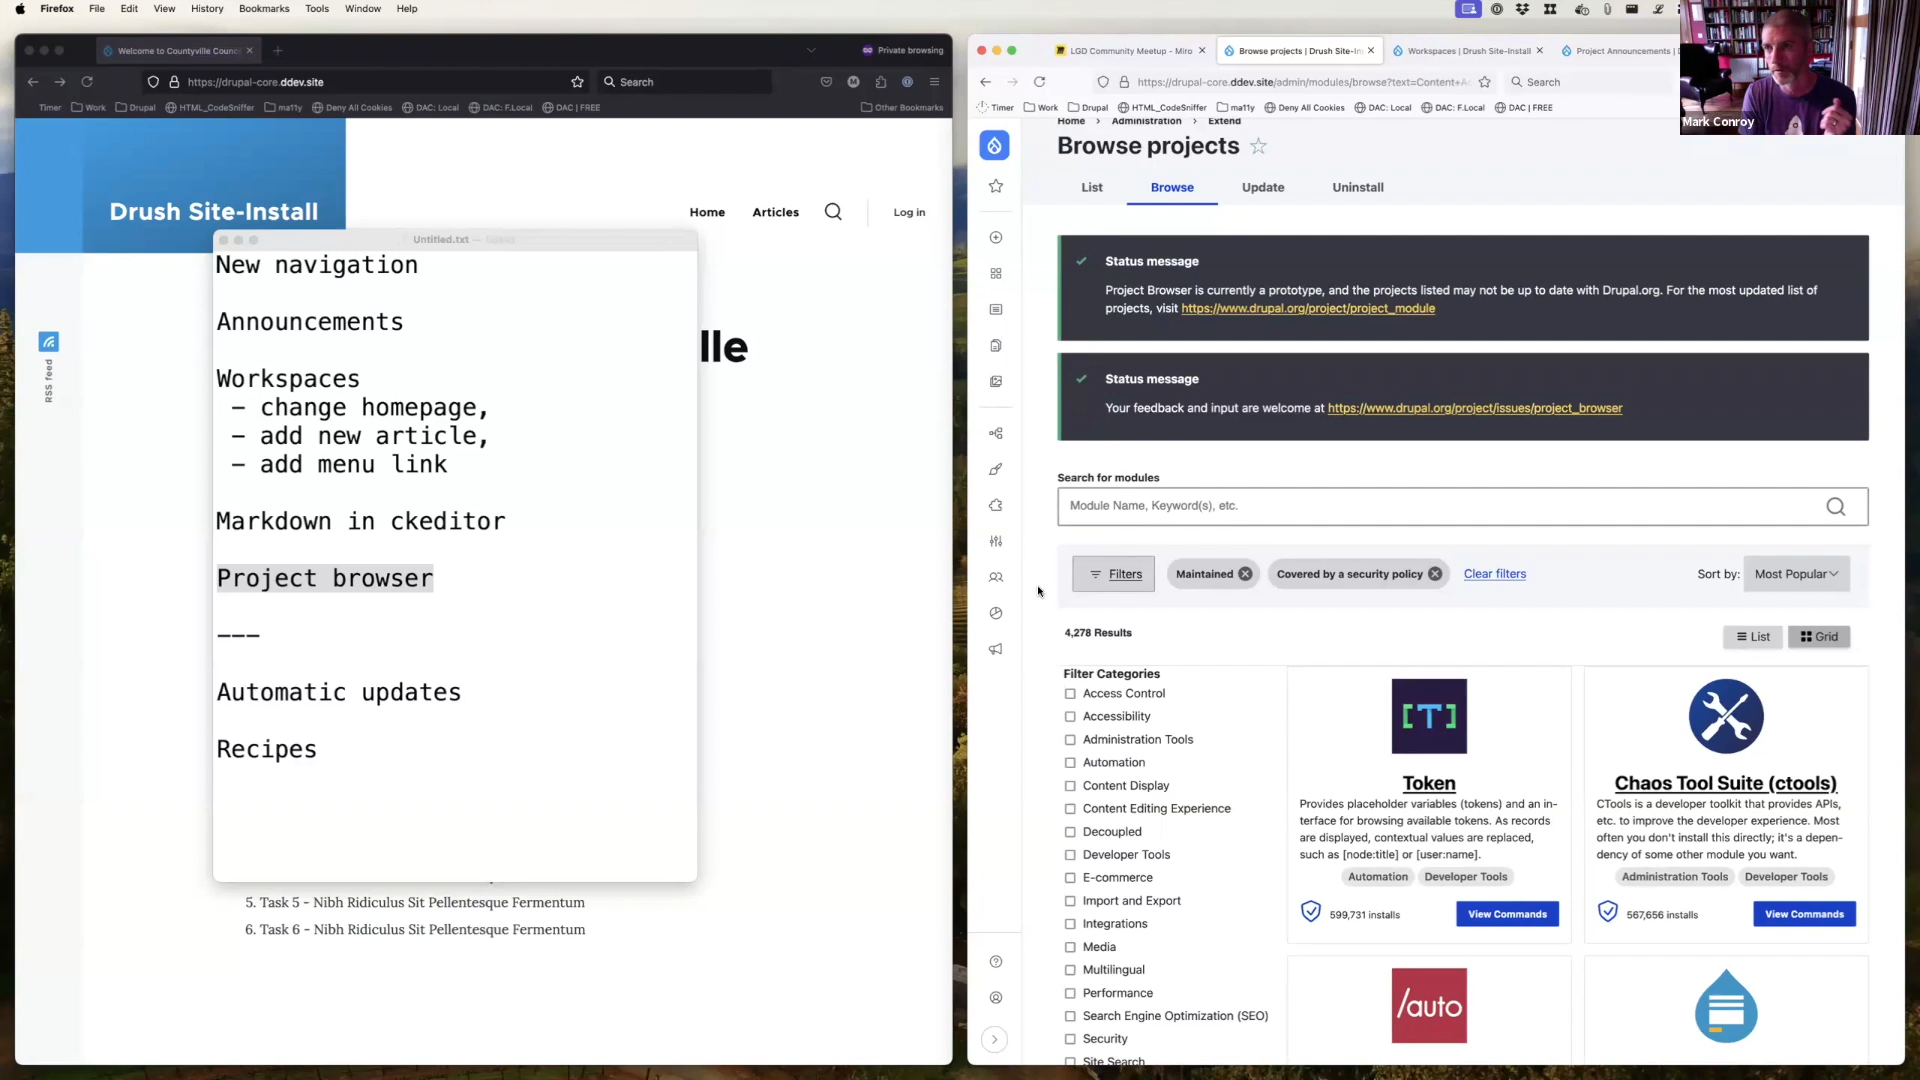 Firefox File Edit View History Bookmarks Tools Window Help
Welcome to Countyville Counc
Private browsing
https://drupal-core.ddev.site
Search
Timer Work Drupal HTML_CodeSniffer ma11y Deny All Cookies DAC: Local DAC: F.Local DAC | FREE Other Bookmarks
Drush Site-Install
Home Articles Log in
RSS feed
lle
Untitled.txt
New navigation
Announcements
Workspaces
– change homepage,
– add new article,
– add menu link
Markdown in ckeditor
Project browser
---
Automatic updates
Recipes
5. Task 5 - Nibh Ridiculus Sit Pellentesque Fermentum
6. Task 6 - Nibh Ridiculus Sit Pellentesque Fermentum
LGD Community Meetup - Miro
Browse projects | Drush Site-In
Workspaces | Drush Site-Install
Project Announcements |
https://drupal-core.ddev.site/admin/modules/browse?text=Content+A
Search
Timer Work Drupal HTML_CodeSniffer ma11y Deny All Cookies DAC: Local DAC: F.Local DAC | FREE
Mark Conroy
Home > Administration > Extend
Browse projects
List Browse Update Uninstall
Status message
Project Browser is currently a prototype, and the projects listed may not be up to date with Drupal.org. For the most updated list of
projects, visit https://www.drupal.org/project/project_module
Status message
Your feedback and input are welcome at https://www.drupal.org/project/issues/project_browser
Search for modules
Module Name, Keyword(s), etc.
Filters Maintained Covered by a security policy Clear filters Sort by: Most Popular
4,278 Results
List Grid
Filter Categories
Access Control
Accessibility
Administration Tools
Automation
Content Display
Content Editing Experience
Decoupled
Developer Tools
E-commerce
Import and Export
Integrations
Media
Multilingual
Performance
Search Engine Optimization (SEO)
Security
Site Search
[T]
Token
Provides placeholder variables (tokens) and an in-
terface for browsing available tokens. As records
are displayed, contextual values are replaced,
such as [node:title] or [user:name].
Automation Developer Tools
599,731 installs
View Commands
Chaos Tool Suite (ctools)
CTools is a developer toolkit that provides APIs,
etc. to improve the developer experience. Most
often you don't install this directly; it's a depen-
dency of some other module you want.
Administration Tools Developer Tools
567,656 installs
View Commands
/auto